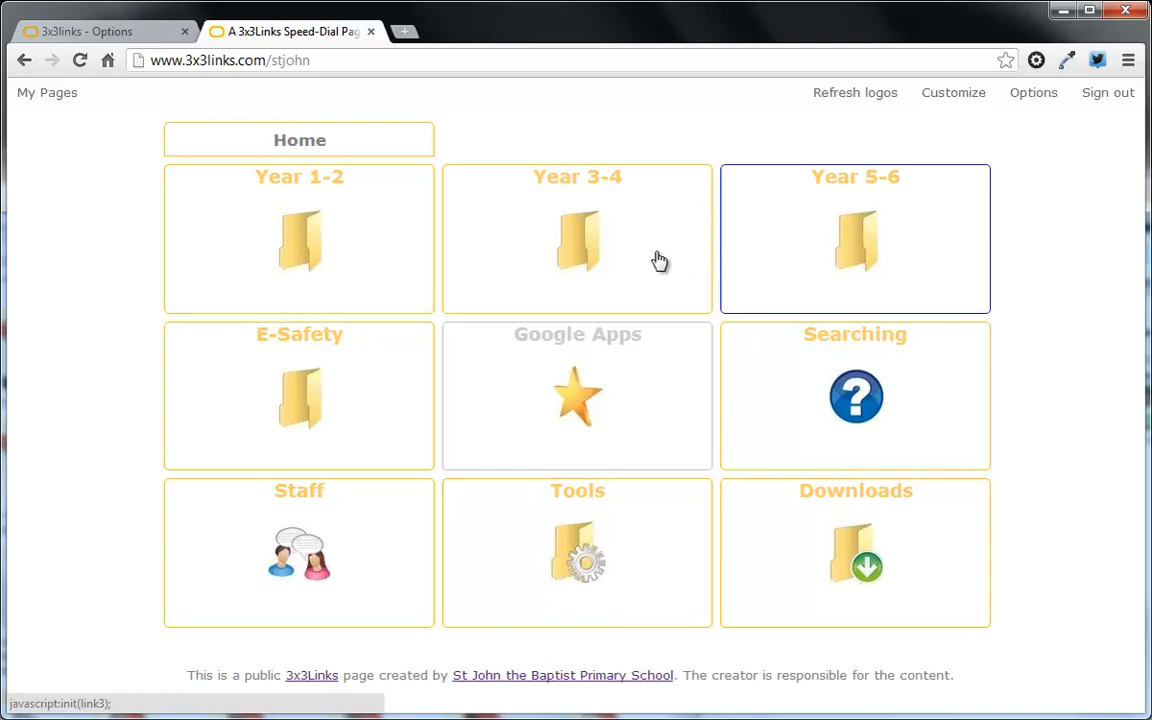 3x3links - Options
A 3x3Links Speed-Dial Pag
www.3x3links.com/stjohn
My Pages
Refresh logos Customize Options Sign out
Home
Year 1-2 Year 3-4 Year 5-6
E-Safety Google Apps Searching
?
Staff Tools Downloads
This is a public 3x3Links page created by St John the Baptist Primary School. The creator is responsible for the content.
javascript:init(link3);